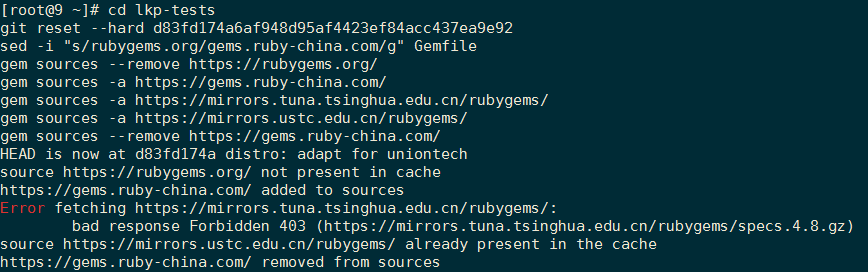 [root@9 ~]# cd lkp-tests
git reset --hard d83fd174a6af948d95af4423ef84acc437ea9e92
sed -i "s/rubygems.org/gems.ruby-china.com/g" Gemfile
gem sources --remove https://rubygems.org/
gem sources -a https://gems.ruby-china.com/
gem sources -a https://mirrors.tuna.tsinghua.edu.cn/rubygems/
gem sources -a https://mirrors.ustc.edu.cn/rubygems/
gem sources --remove https://gems.ruby-china.com/
HEAD is now at d83fd174a distro: adapt for uniontech
source https://rubygems.org/ not present in cache
https://gems.ruby-china.com/ added to sources
Error fetching https://mirrors.tuna.tsinghua.edu.cn/rubygems/:
        bad response Forbidden 403 (https://mirrors.tuna.tsinghua.edu.cn/rubygems/specs.4.8.gz)
source https://mirrors.ustc.edu.cn/rubygems/ already present in the cache
https://gems.ruby-china.com/ removed from sources